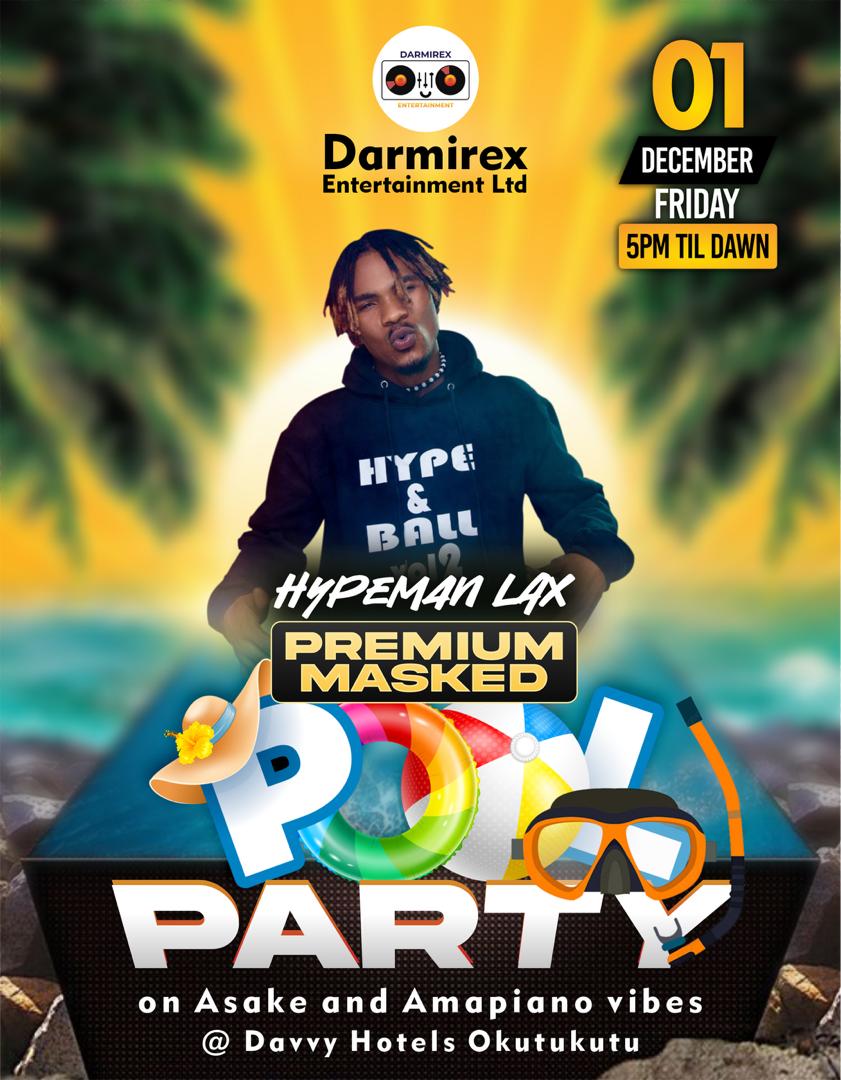 DARMIREX
ENTERTAINMENT
Darmirex
Entertainment Ltd
01
DECEMBER
FRIDAY
5PM TIL DAWN
HYPE
&
BALL
vol2
HYPEMAN LAX
PREMIUM
MASKED
POOL
PARTY
on Asake and Amapiano vibes
@ Davvy Hotels Okutukutu